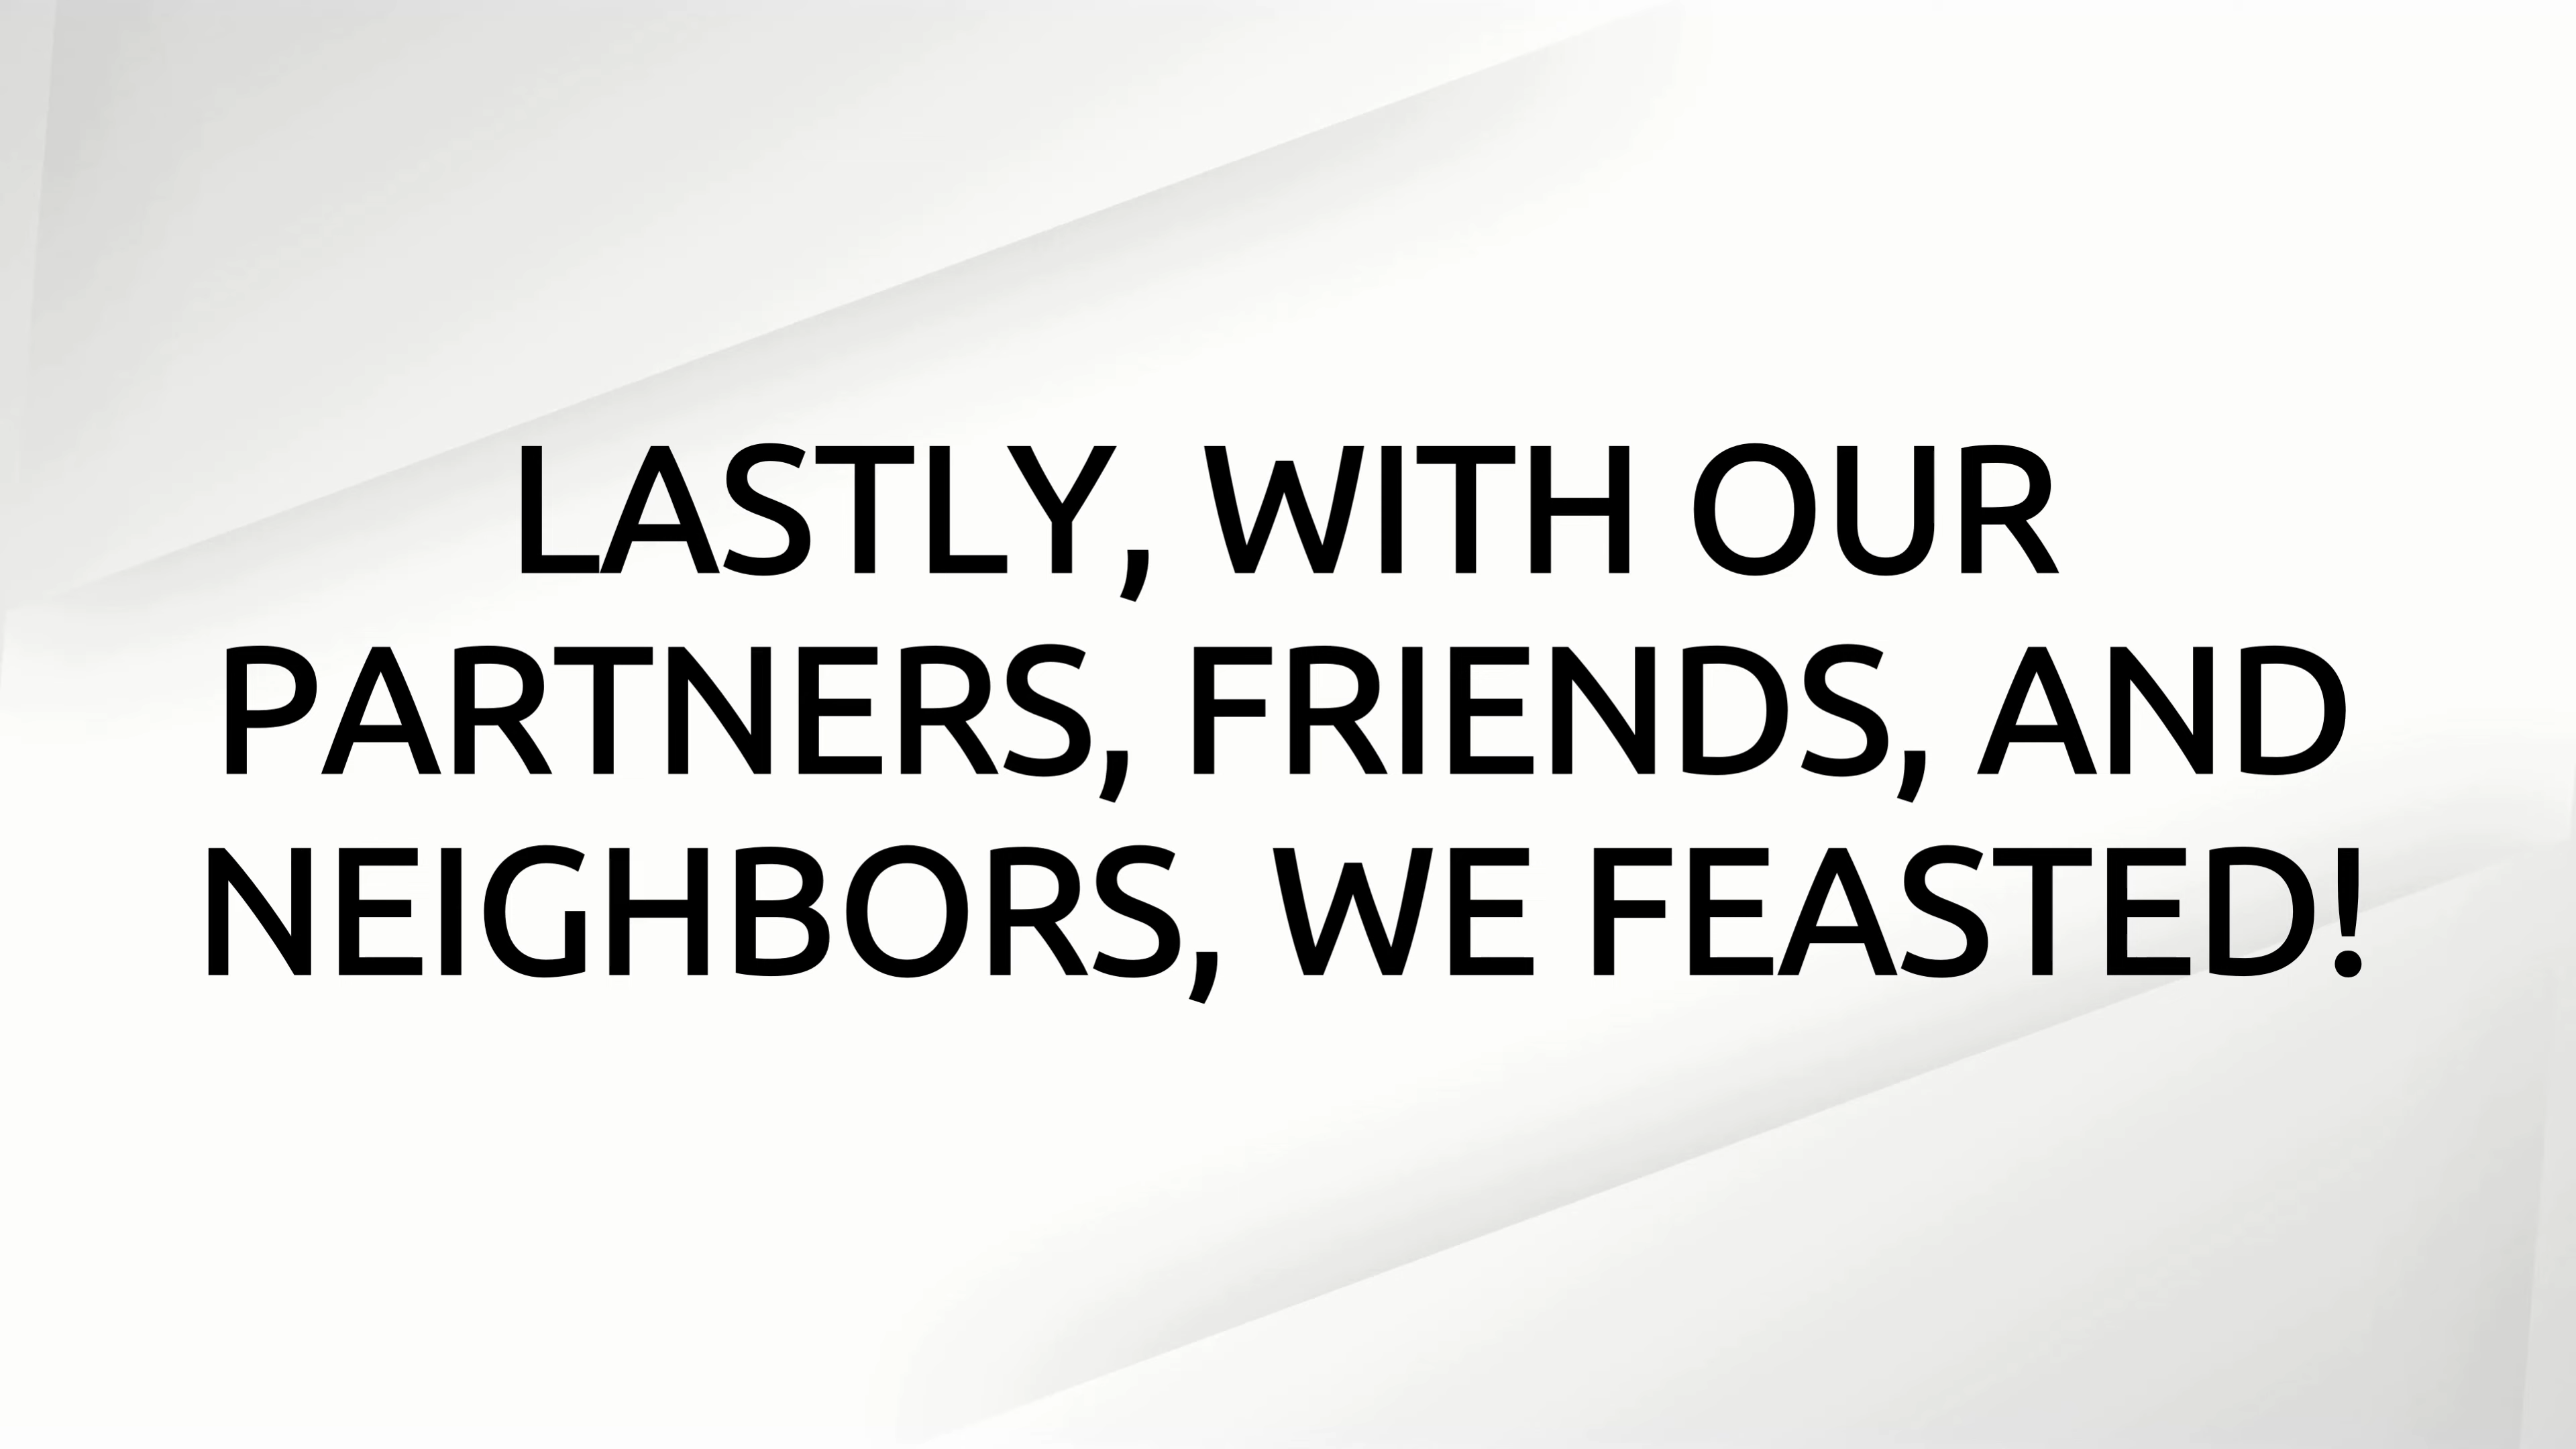 LASTLY, WITH OUR
PARTNERS, FRIENDS, AND
NEIGHBORS, WE FEASTED!